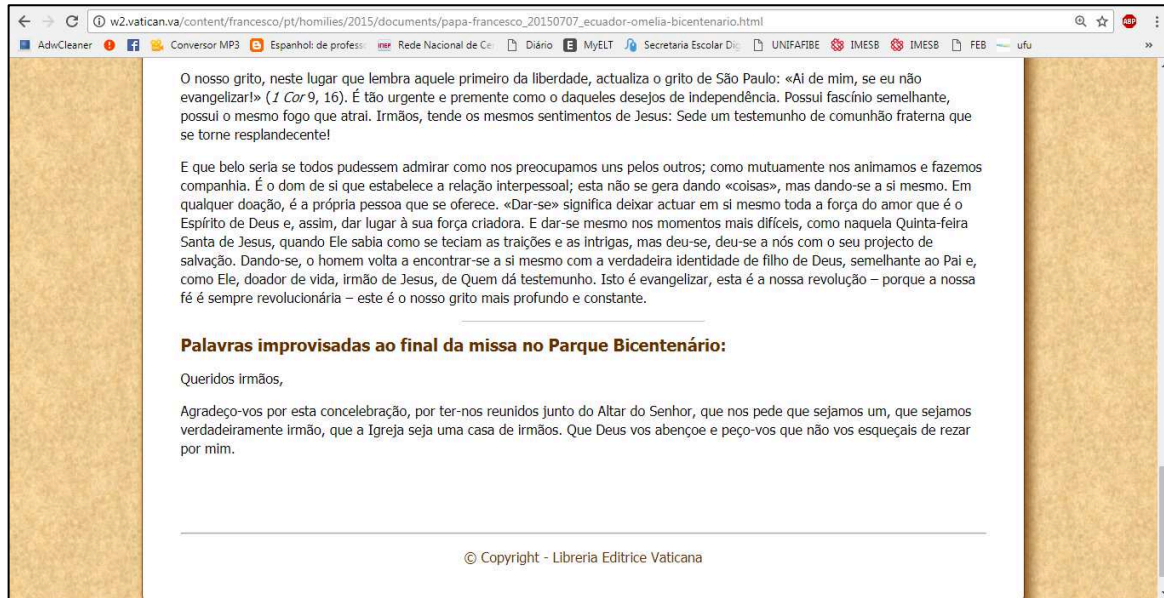 w2.vatican.va/content/francesco/pt/homilies/2015/documents/papa-francesco_20150707_ecuador-omelia-bicentenario.html
ABP
AdwCleaner Conversor MP3 Espanhol: de profess Rede Nacional de Ce Diário MyELT Secretaria Escolar Dig UNIFAFIBE IMESB IMESB FEB ufu »
O nosso grito, neste lugar que lembra aquele primeiro da liberdade, actualiza o grito de São Paulo: «Ai de mim, se eu não
evangelizar!» (1 Cor 9, 16). É tão urgente e premente como o daqueles desejos de independência. Possui fascínio semelhante,
possui o mesmo fogo que atrai. Irmãos, tende os mesmos sentimentos de Jesus: Sede um testemunho de comunhão fraterna que
se torne resplandecente!
E que belo seria se todos pudessem admirar como nos preocupamos uns pelos outros; como mutuamente nos animamos e fazemos
companhia. É o dom de si que estabelece a relação interpessoal; esta não se gera dando «coisas», mas dando-se a si mesmo. Em
qualquer doação, é a própria pessoa que se oferece. «Dar-se» significa deixar actuar em si mesmo toda a força do amor que é o
Espírito de Deus e, assim, dar lugar à sua força criadora. E dar-se mesmo nos momentos mais difíceis, como naquela Quinta-feira
Santa de Jesus, quando Ele sabia como se teciam as traições e as intrigas, mas deu-se, deu-se a nós com o seu projecto de
salvação. Dando-se, o homem volta a encontrar-se a si mesmo com a verdadeira identidade de filho de Deus, semelhante ao Pai e,
como Ele, doador de vida, irmão de Jesus, de Quem dá testemunho. Isto é evangelizar, esta é a nossa revolução – porque a nossa
fé é sempre revolucionária – este é o nosso grito mais profundo e constante.
Palavras improvisadas ao final da missa no Parque Bicentenário:
Queridos irmãos,
Agradeço-vos por esta concelebração, por ter-nos reunidos junto do Altar do Senhor, que nos pede que sejamos um, que sejamos
verdadeiramente irmão, que a Igreja seja uma casa de irmãos. Que Deus vos abençoe e peço-vos que não vos esqueçais de rezar
por mim.
© Copyright - Libreria Editrice Vaticana